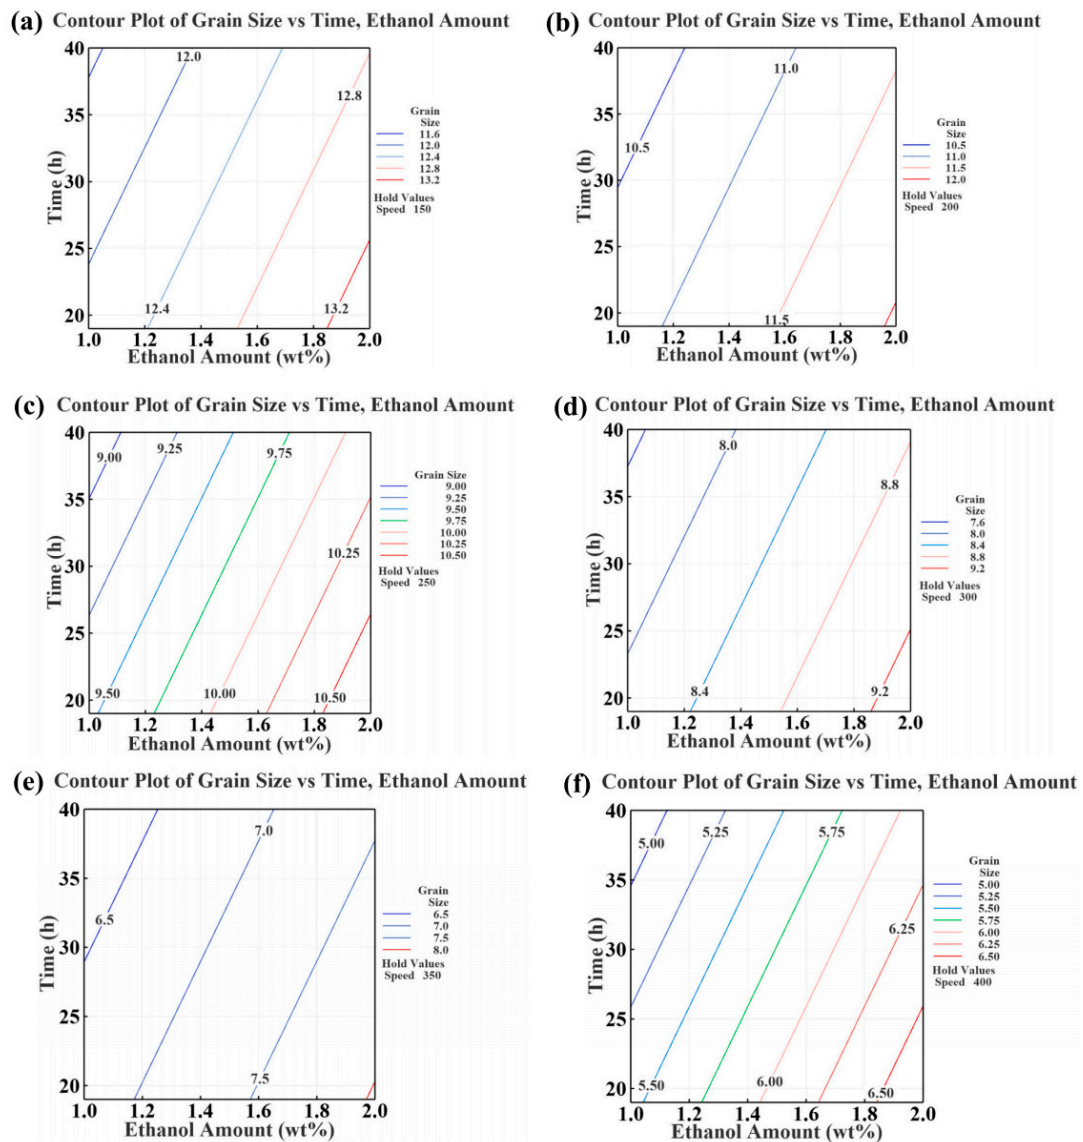 (a) Contour Plot of Grain Size vs Time, Ethanol Amount
40
35
30
25
20
Time (h)
12.0
12.8
12.4
13.2
1.0 1.2 1.4 1.6 1.8 2.0
Ethanol Amount (wt%)
Grain
Size
11.6
12.0
12.4
12.8
13.2
Hold Values
Speed 150
(b) Contour Plot of Grain Size vs Time, Ethanol Amount
40
35
30
25
20
Time (h)
11.0
10.5
11.5
1.0 1.2 1.4 1.6 1.8 2.0
Ethanol Amount (wt%)
Grain
Size
10.5
11.0
11.5
12.0
Hold Values
Speed 200
(c) Contour Plot of Grain Size vs Time, Ethanol Amount
40
35
30
25
20
Time (h)
9.00
9.25
9.75
10.25
9.50
10.00
10.50
1.0 1.2 1.4 1.6 1.8 2.0
Ethanol Amount (wt%)
Grain Size
9.00
9.25
9.50
9.75
10.00
10.25
10.50
Hold Values
Speed 250
(d) Contour Plot of Grain Size vs Time, Ethanol Amount
40
35
30
25
20
Time (h)
8.0
8.8
8.4
9.2
1.0 1.2 1.4 1.6 1.8 2.0
Ethanol Amount (wt%)
Grain
Size
7.6
8.0
8.4
8.8
9.2
Hold Values
Speed 300
(e) Contour Plot of Grain Size vs Time, Ethanol Amount
40
35
30
25
20
Time (h)
7.0
6.5
7.5
1.0 1.2 1.4 1.6 1.8 2.0
Ethanol Amount (wt%)
Grain
Size
6.5
7.0
7.5
8.0
Hold Values
Speed 350
(f) Contour Plot of Grain Size vs Time, Ethanol Amount
40
35
30
25
20
Time (h)
5.00
5.25
5.75
6.25
5.50
6.00
6.50
1.0 1.2 1.4 1.6 1.8 2.0
Ethanol Amount (wt%)
Grain
Size
5.00
5.25
5.50
5.75
6.00
6.25
6.50
Hold Values
Speed 400